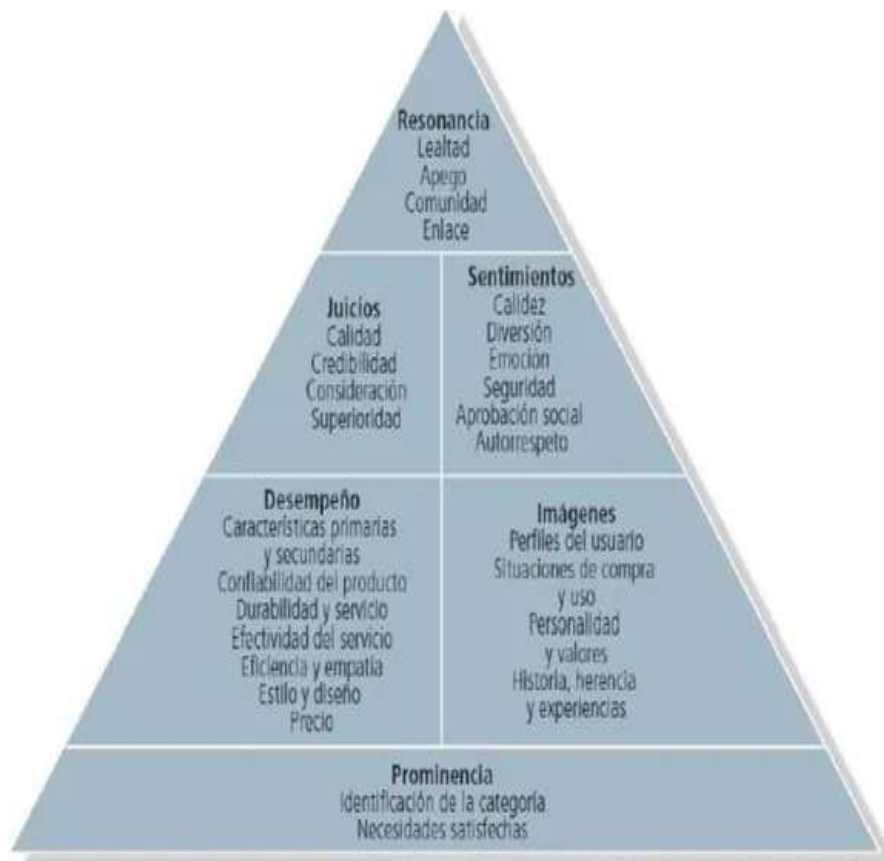 Resonancia
Lealtad
Apego
Comunidad
Enlace
Juicios
Calidad
Credibilidad
Consideración
Superioridad
Sentimientos
Calidez
Diversión
Emoción
Seguridad
Aprobación social
Autorrespeto
Desempeño
Características primarias
y secundarias
Confiabilidad del producto
Durabilidad y servicio
Efectividad del servicio
Eficiencia y empatía
Estilo y diseño
Precio
Imágenes
Perfiles del usuario
Situaciones de compra
y uso
Personalidad
y valores
Historia, herencia
y experiencias
Prominencia
Identificación de la categoría
Necesidades satisfechas